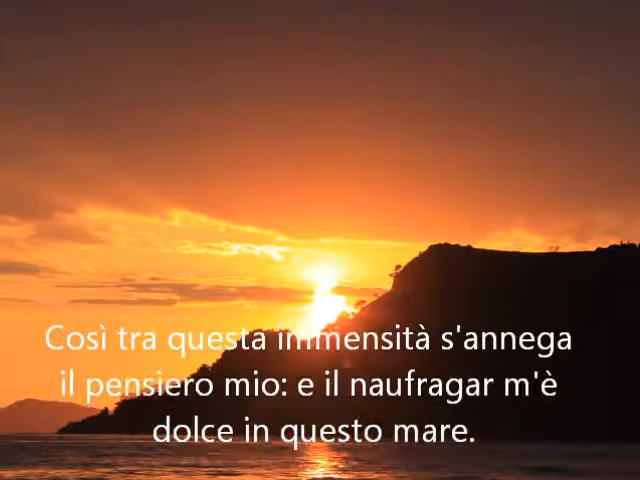 Così tra questa immensità s'annega
il pensiero mio: e il naufragar m'è
dolce in questo mare.